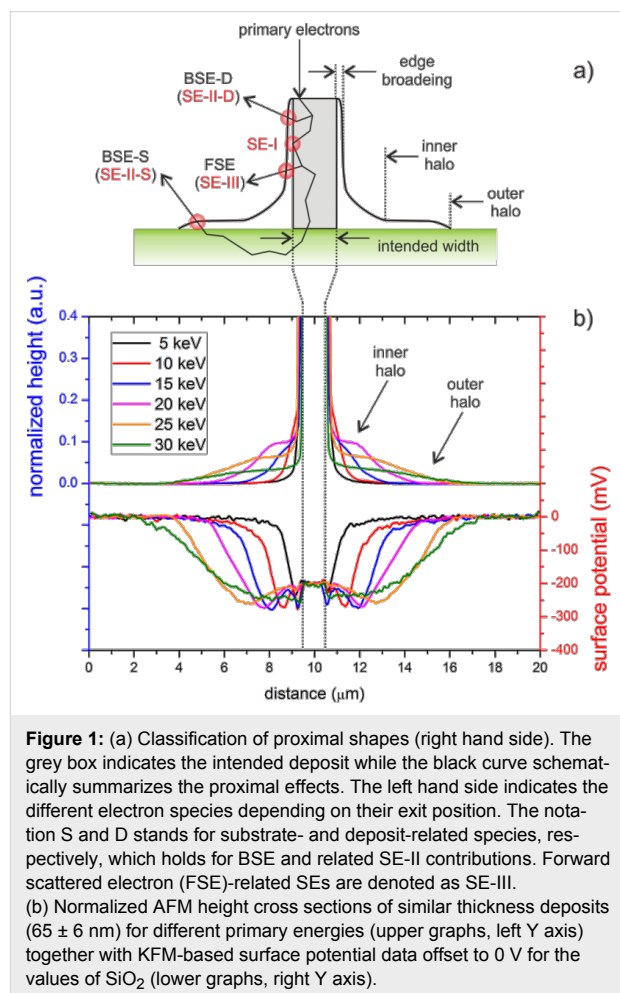 primary electrons
edge
broadeing
a)
BSE-D
(SE-II-D)
SE-I
BSE-S
(SE-II-S)
FSE
(SE-III)
inner
halo
outer
halo
intended width
b)
normalized height (a.u.)
0.4
0.3
0.2
0.1
0.0
5 keV
10 keV
15 keV
20 keV
25 keV
30 keV
inner
halo
outer
halo
0
-100
-200
-300
-400
surface potential (mV)
0 2 4 6 8 10 12 14 16 18 20
distance (μm)
Figure 1: (a) Classification of proximal shapes (right hand side). The
grey box indicates the intended deposit while the black curve schemat-
ically summarizes the proximal effects. The left hand side indicates the
different electron species depending on their exit position. The nota-
tion S and D stands for substrate- and deposit-related species, res-
pectively, which holds for BSE and related SE-II contributions. Forward
scattered electron (FSE)-related SEs are denoted as SE-III.
(b) Normalized AFM height cross sections of similar thickness deposits
(65 ± 6 nm) for different primary energies (upper graphs, left Y axis)
together with KFM-based surface potential data offset to 0 V for the
values of SiO₂ (lower graphs, right Y axis).